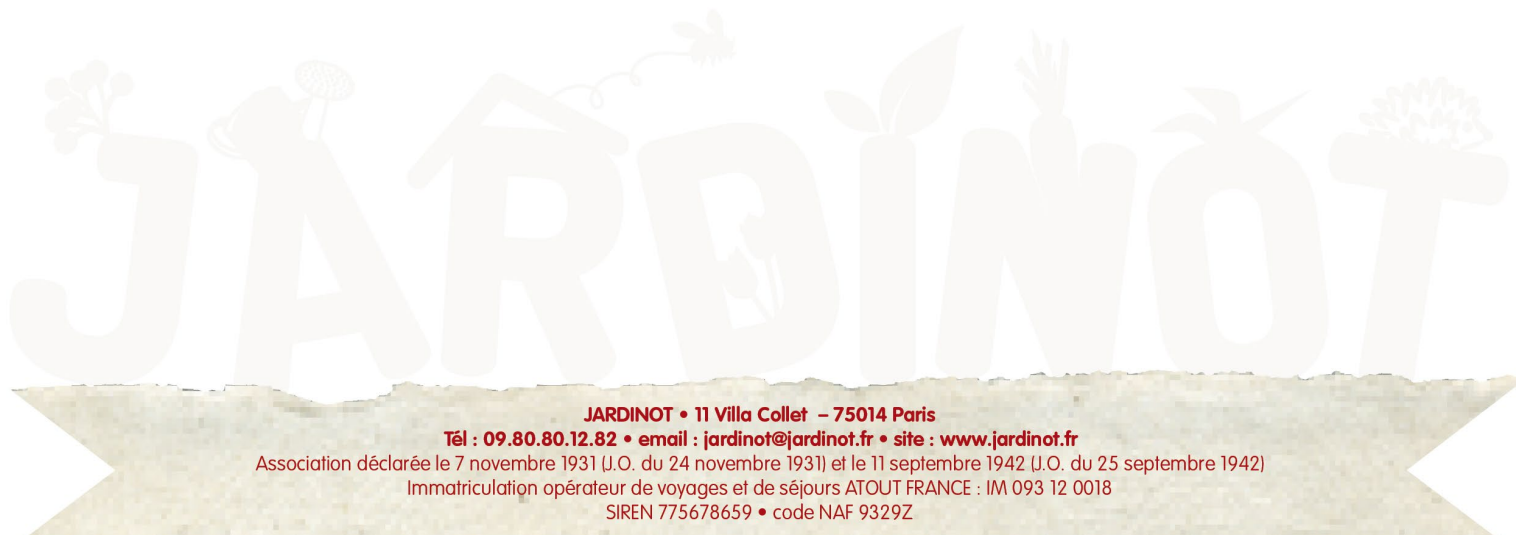 JARDINOT
JARDINOT • 11 Villa Collet – 75014 Paris
Tél : 09.80.80.12.82 • email : jardinot@jardinot.fr • site : www.jardinot.fr
Association déclarée le 7 novembre 1931 (J.O. du 24 novembre 1931) et le 11 septembre 1942 (J.O. du 25 septembre 1942)
Immatriculation opérateur de voyages et de séjours ATOUT FRANCE : IM 093 12 0018
SIREN 775678659 • code NAF 9329Z